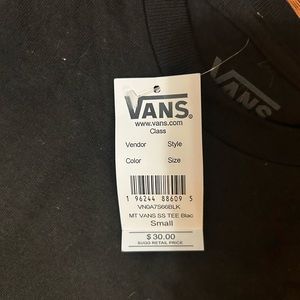 VANS
VANS®
www.vans.com
Class
Vendor Style
Color Size
1 96244 88609 5
VN0A7S66BLK
MT VANS SS TEE Blac
Small
$ 30.00
SUGG RETAIL PRICE